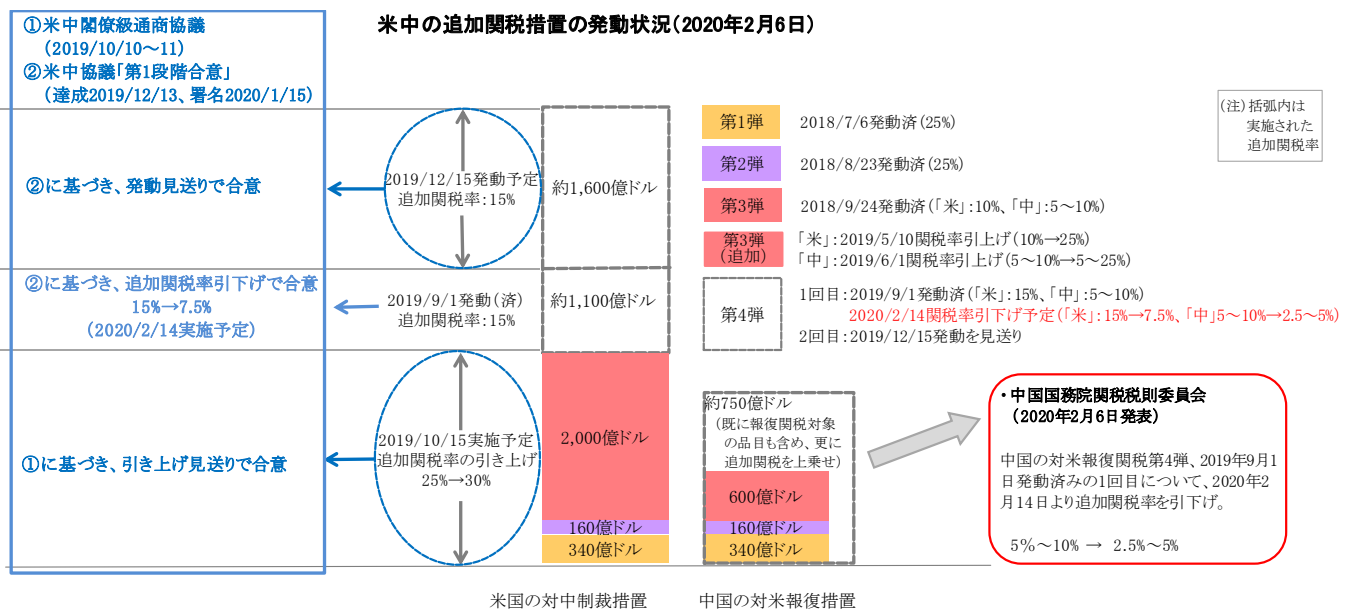 米中の追加関税措置の発動状況(2020年2月6日)
①米中閣僚級通商協議
(2019/10/10～11)
②米中協議「第1段階合意」
(達成2019/12/13、署名2020/1/15)
②に基づき、発動見送りで合意
②に基づき、追加関税率引下げで合意
15%→7.5%
(2020/2/14実施予定)
①に基づき、引き上げ見送りで合意
2019/12/15発動予定
追加関税率:15%
2019/9/1発動(済)
追加関税率:15%
2019/10/15実施予定
追加関税率の引き上げ
25%→30%
約1,600億ドル
約1,100億ドル
2,000億ドル
160億ドル
340億ドル
米国の対中制裁措置
第1弾
2018/7/6発動済(25%)
第2弾
2018/8/23発動済(25%)
第3弾
2018/9/24発動済(「米」:10%、「中」:5～10%)
第3弾
(追加)
「米」:2019/5/10関税率引上げ(10%→25%)
「中」:2019/6/1関税率引上げ(5～10%→5～25%)
第4弾
1回目:2019/9/1発動済(「米」:15%、「中」:5～10%)
2020/2/14関税率引下げ予定(「米」:15%→7.5%、「中」5～10%→2.5～5%)
2回目:2019/12/15発動を見送り
(注)括弧内は
実施された
追加関税率
約750億ドル
(既に報復関税対象
の品目も含め、更に
追加関税を上乗せ)
600億ドル
160億ドル
340億ドル
中国の対米報復措置
・中国国務院関税税則委員会
(2020年2月6日発表)
中国の対米報復関税第4弾、2019年9月1
日発動済みの1回目について、2020年2
月14日より追加関税率を引下げ。
5%～10% → 2.5%～5%